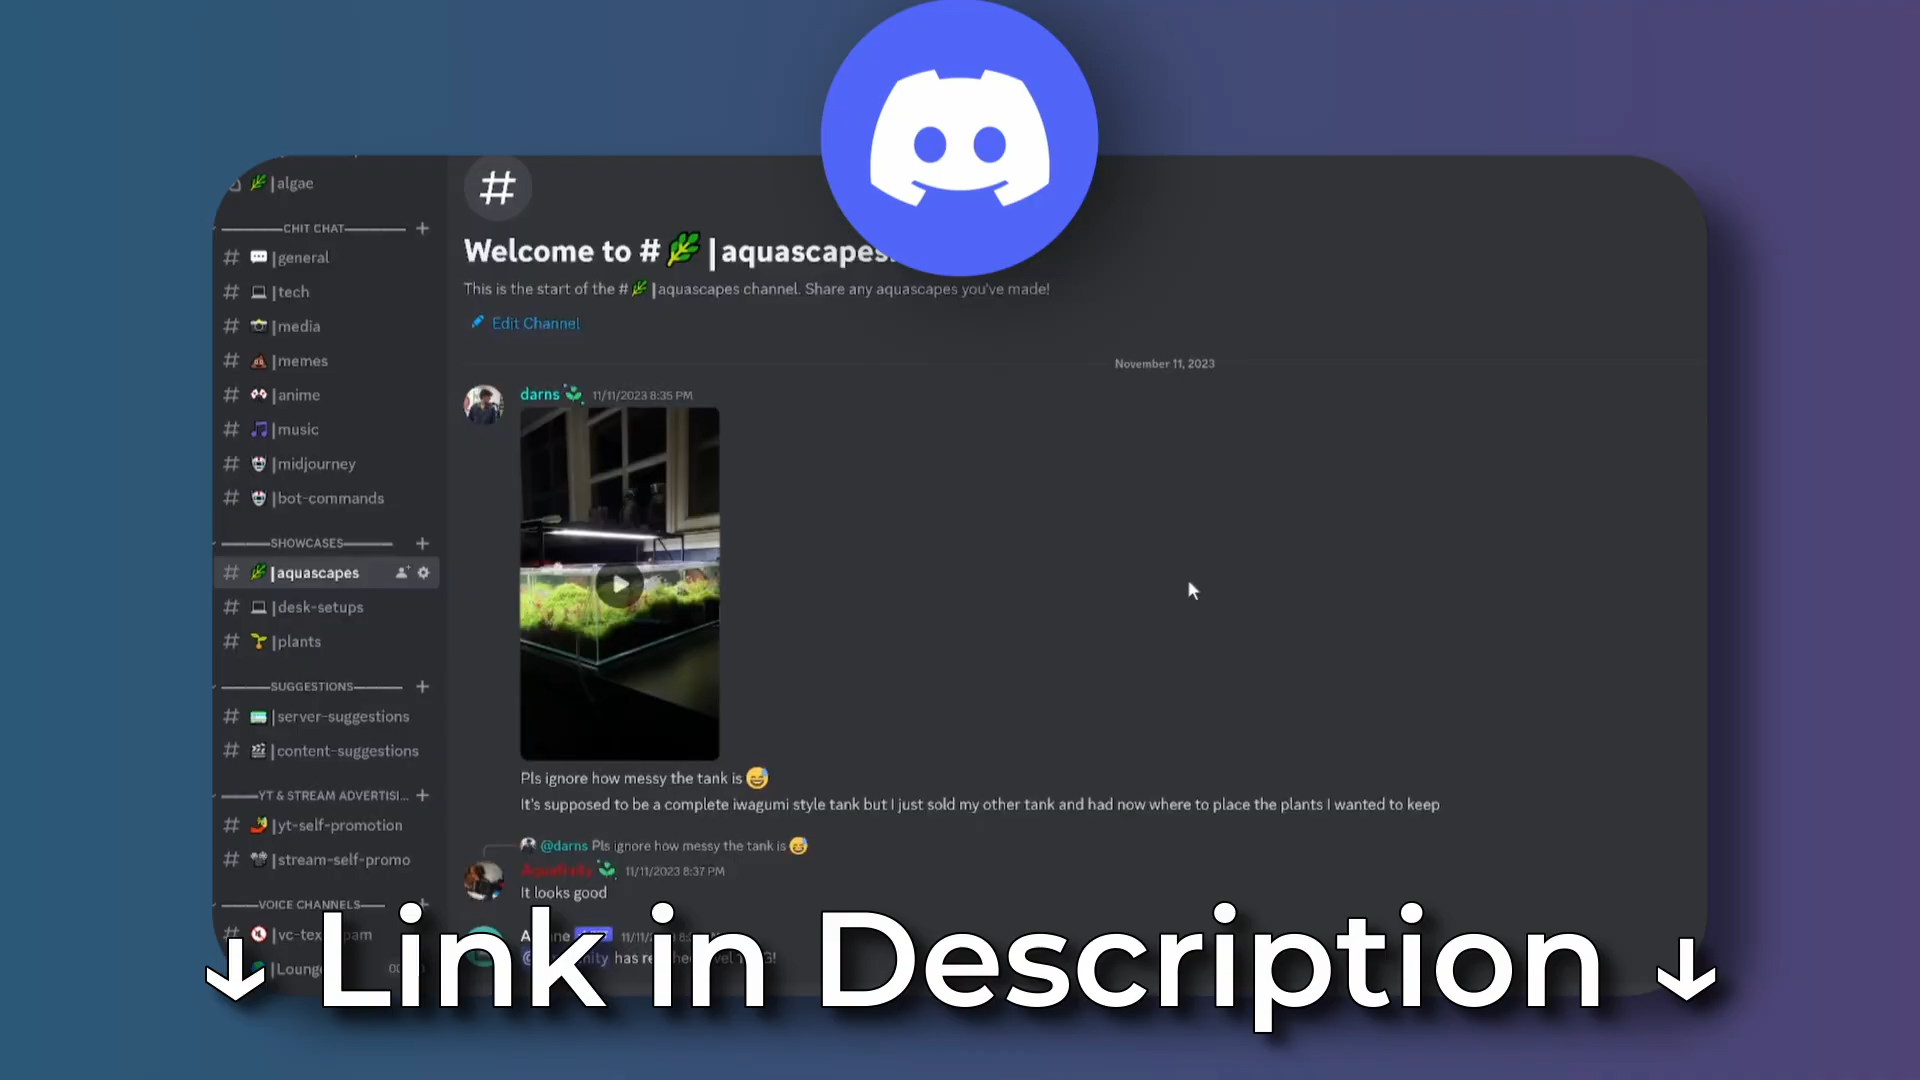 |algae
CHIT CHAT
|general
|tech
|media
|memes
|anime
|music
|midjourney
|bot-commands
SHOWCASES
|aquascapes
|desk-setups
|plants
SUGGESTIONS
|server-suggestions
|content-suggestions
YT & STREAM ADVERTISI...
|yt-self-promotion
|stream-self-promo
VOICE CHANNELS
#
Welcome to # |aquascapes
This is the start of the # |aquascapes channel. Share any aquascapes you've made!
Edit Channel
November 11, 2023
darns 11/11/2023 8:35 PM
Pls ignore how messy the tank is
It's supposed to be a complete iwagumi style tank but I just sold my other tank and had now where to place the plants I wanted to keep
@darns Pls ignore how messy the tank is
11/11/2023 8:37 PM
It looks good
has
↓ Link in Description ↓